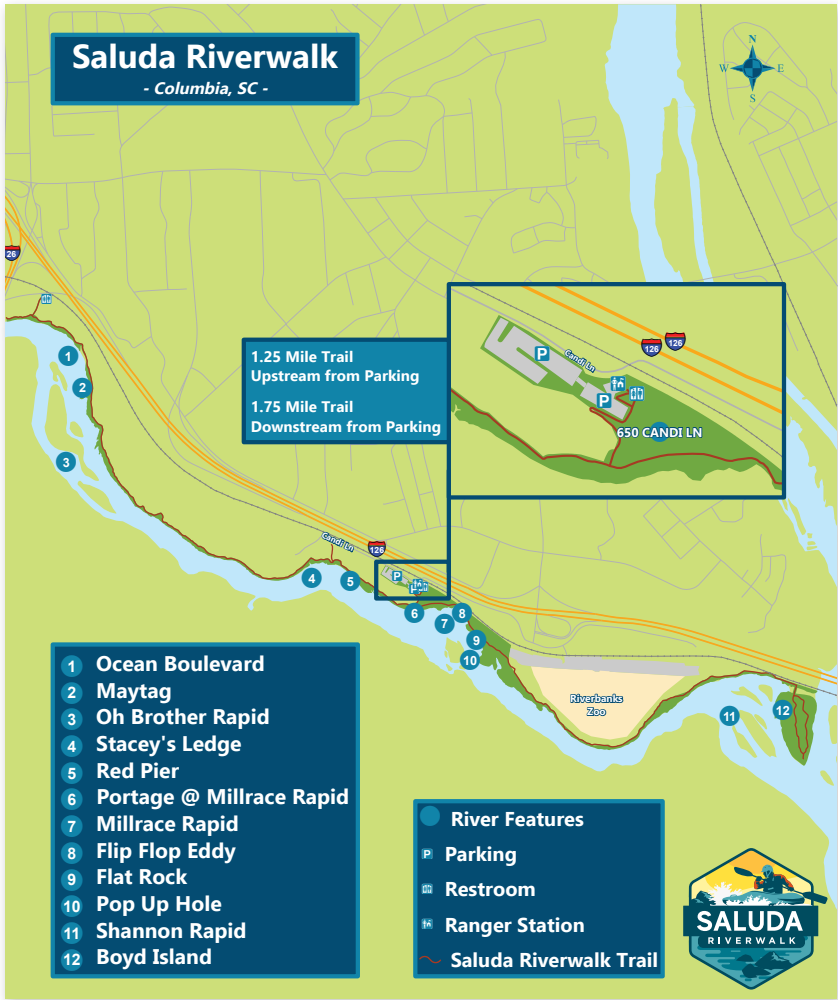 Saluda Riverwalk
- Columbia, SC -
N
W E
S
26
1.25 Mile Trail
Upstream from Parking
1.75 Mile Trail
Downstream from Parking
126 126
P
Candi Ln
P
650 CANDI LN
1
2
3
Candi Ln
126
P
4
5
6
7
8
9
10
Riverbanks
Zoo
11
12
1 Ocean Boulevard
2 Maytag
3 Oh Brother Rapid
4 Stacey's Ledge
5 Red Pier
6 Portage @ Millrace Rapid
7 Millrace Rapid
8 Flip Flop Eddy
9 Flat Rock
10 Pop Up Hole
11 Shannon Rapid
12 Boyd Island
River Features
P Parking
Restroom
Ranger Station
Saluda Riverwalk Trail
SALUDA
RIVERWALK